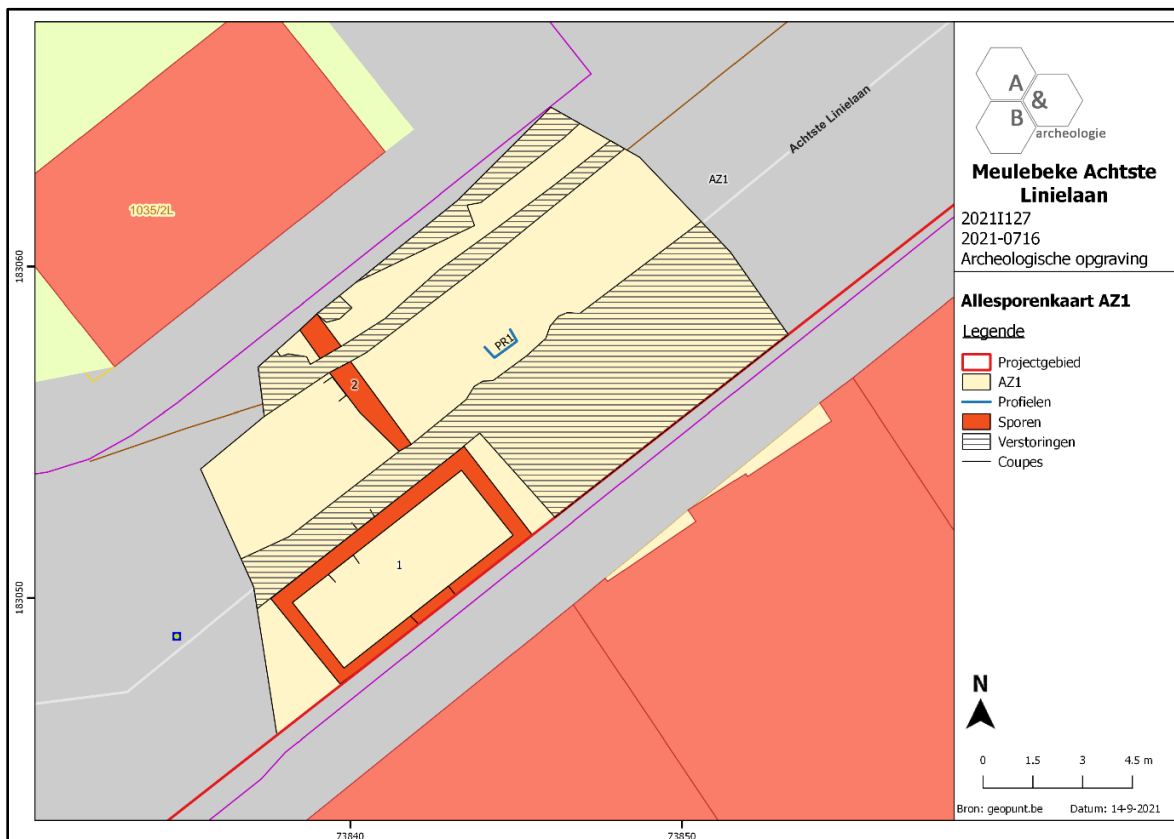 A
&
B
archeologie
Meulebeke Achtste
Linielaan
2021I127
2021-0716
Archeologische opgraving
Allesporenkaart AZ1
Legende
Projectgebied
AZ1
Profielen
Sporen
Verstoringen
Coupes
N
0 1.5 3 4.5 m
Bron: geopunt.be Datum: 14-9-2021
Achtste Linielaan
AZ1
1035/2L
183060
PR1
2
1
183050
73840 73850